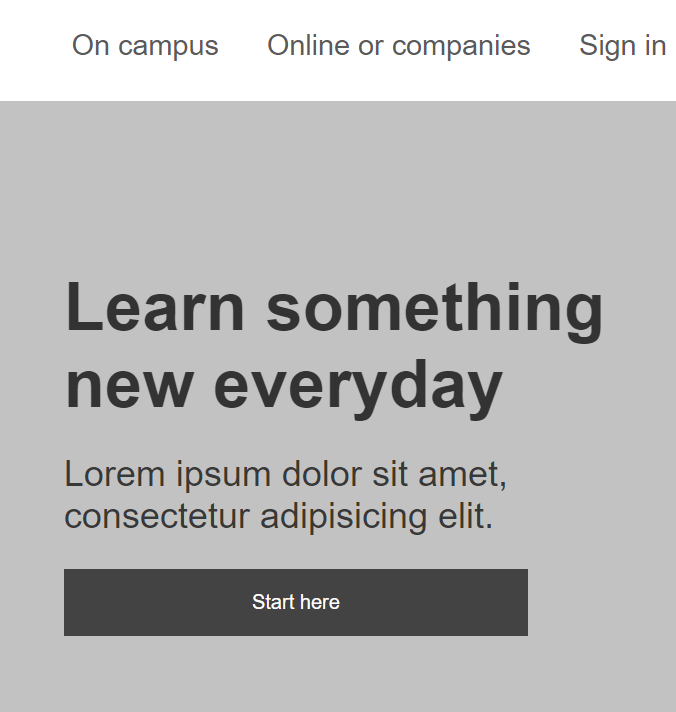 On campus Online or companies Sign in
Learn something
new everyday
Lorem ipsum dolor sit amet,
consectetur adipisicing elit.
Start here